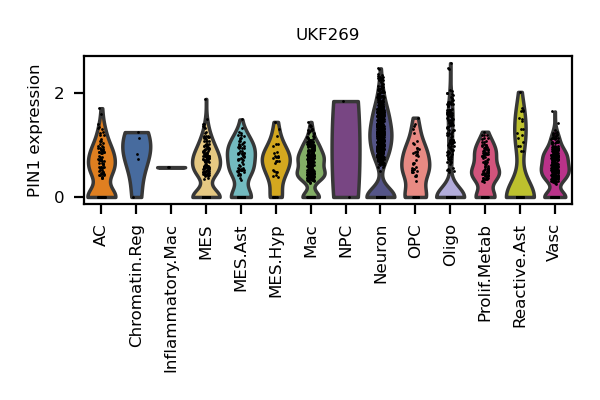 UKF269
PIN1 expression
2
0
AC
Chromatin.Reg
Inflammatory.Mac
MES
MES.Ast
MES.Hyp
Mac
NPC
Neuron
OPC
Oligo
Prolif.Metab
Reactive.Ast
Vasc